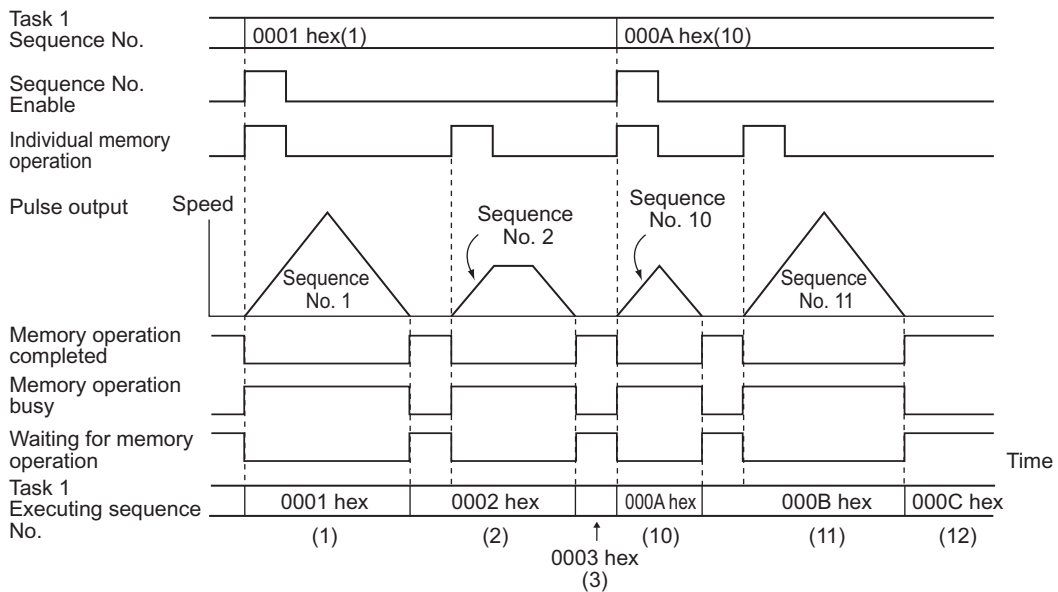 Task 1
Sequence No.
0001 hex(1)
000A hex(10)
Sequence No.
Enable
Individual memory
operation
Pulse output
Speed
Sequence
No. 1
Sequence
No. 2
Sequence
No. 10
Sequence
No. 11
Memory operation
completed
Memory operation
busy
Waiting for memory
operation
Time
Task 1
Executing sequence
No.
0001 hex
0002 hex
000A hex
000B hex
000C hex
(1)
(2)
(10)
(11)
(12)
0003 hex
(3)